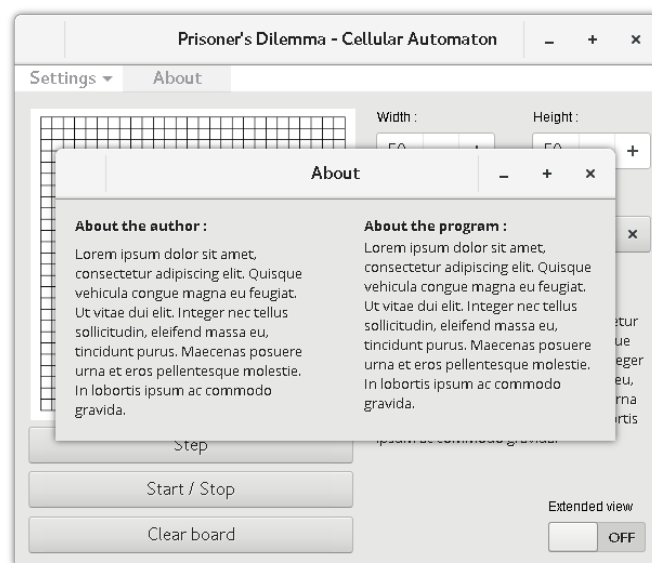 Prisoner's Dilemma - Cellular Automaton
Settings
About
Width :
Height :
About
About the author :
Lorem ipsum dolor sit amet,
consectetur adipiscing elit. Quisque
vehicula congue magna eu feugiat.
Ut vitae dui elit. Integer nec tellus
sollicitudin, eleifend massa eu,
tincidunt purus. Maecenas posuere
urna et eros pellentesque molestie.
In lobortis ipsum ac commodo
gravida.
About the program :
Lorem ipsum dolor sit amet,
consectetur adipiscing elit. Quisque
vehicula congue magna eu feugiat.
Ut vitae dui elit. Integer nec tellus
sollicitudin, eleifend massa eu,
tincidunt purus. Maecenas posuere
urna et eros pellentesque molestie.
In lobortis ipsum ac commodo
gravida.
Step
Start / Stop
Clear board
Extended view
OFF